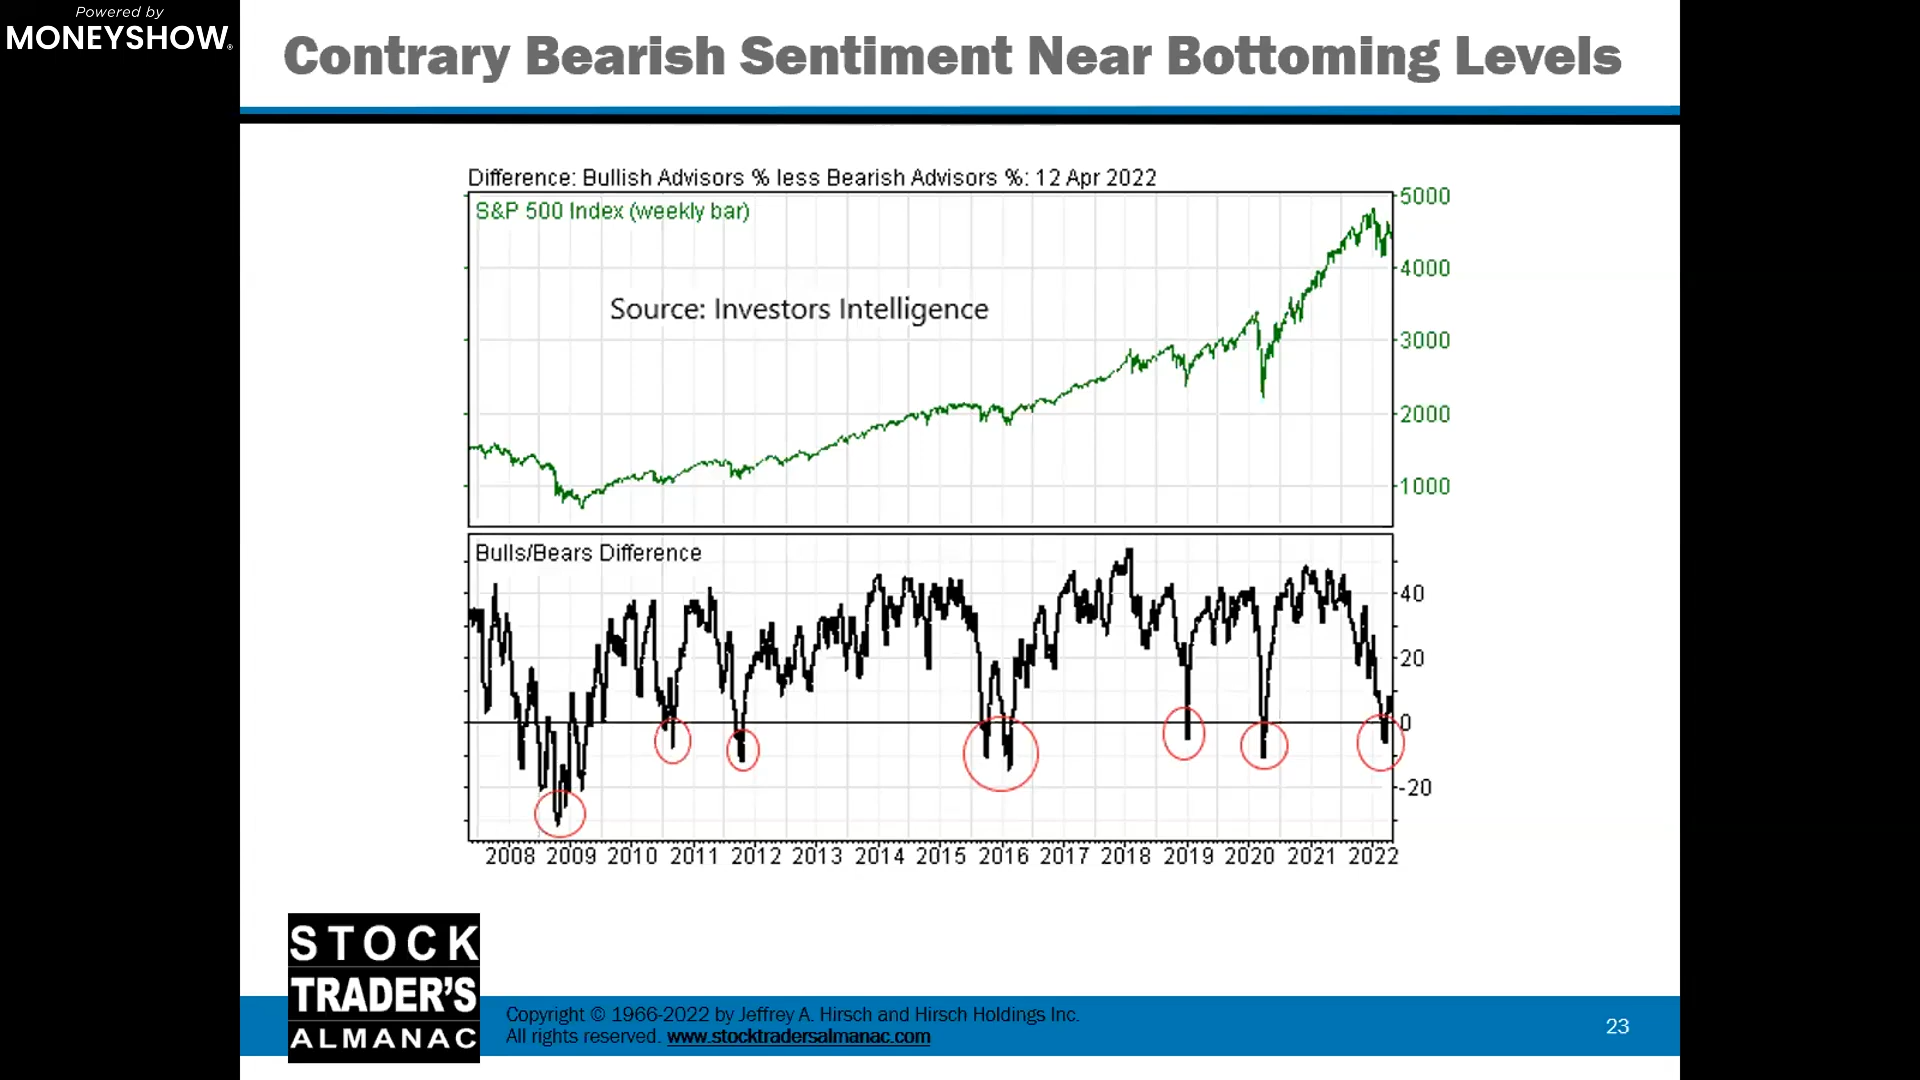 Powered by
MONEYSHOW®
Contrary Bearish Sentiment Near Bottoming Levels
Difference: Bullish Advisors % less Bearish Advisors %: 12 Apr 2022
S&P 500 Index (weekly bar)
Source: Investors Intelligence
5000
4000
3000
2000
1000
Bulls/Bears Difference
40
20
0
-20
2008 2009 2010 2011 2012 2013 2014 2015 2016 2017 2018 2019 2020 2021 2022
STOCK
TRADER'S
ALMANAC
Copyright © 1966-2022 by Jeffrey A. Hirsch and Hirsch Holdings Inc.
All rights reserved. www.stocktradersalmanac.com
23